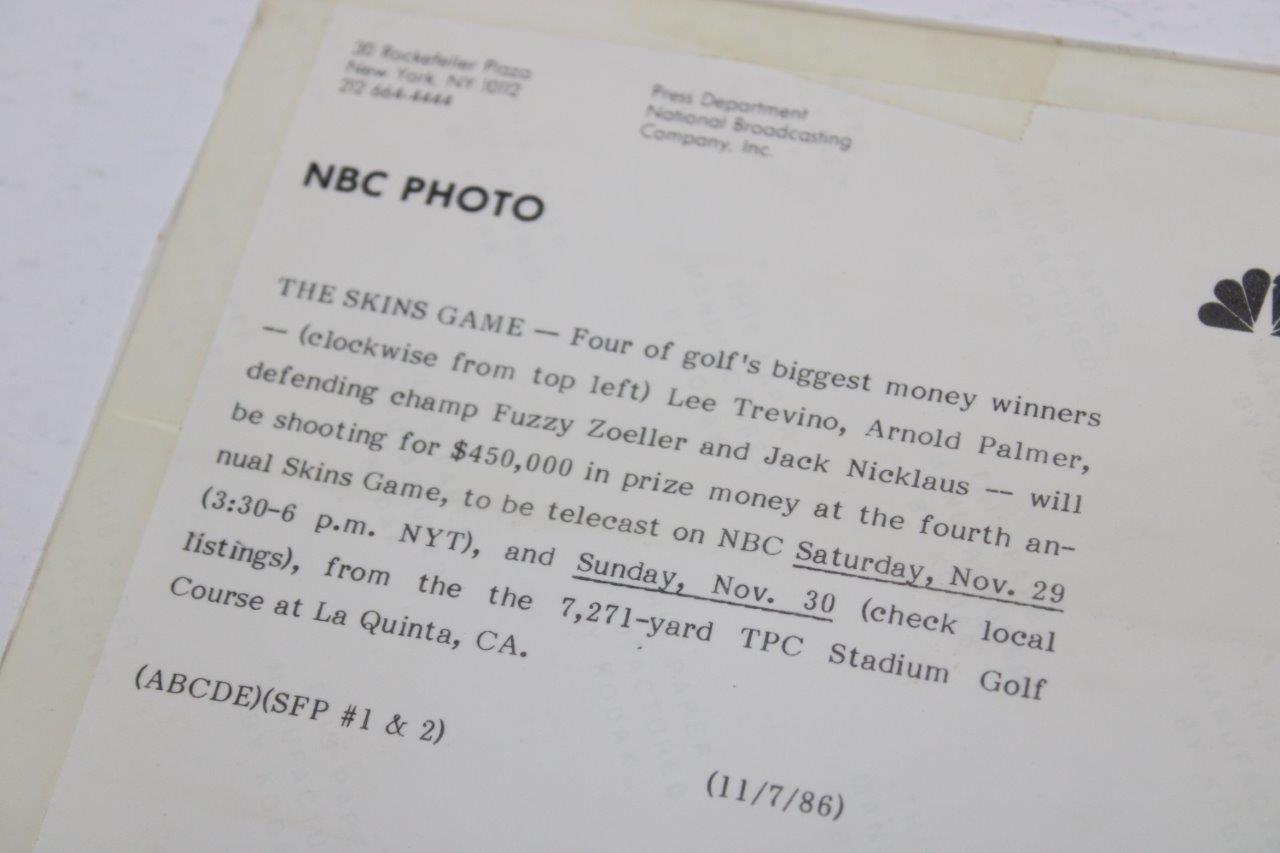 30 Rockefeller Plaza
New York, NY 10112
212 664-4444
Press Department
National Broadcasting
Company, Inc.
NBC PHOTO
THE SKINS GAME — Four of golf's biggest money winners
— (clockwise from top left) Lee Trevino, Arnold Palmer,
defending champ Fuzzy Zoeller and Jack Nicklaus -- will
be shooting for $450,000 in prize money at the fourth an-
nual Skins Game, to be telecast on NBC Saturday, Nov. 29
(3:30-6 p.m. NYT), and Sunday, Nov. 30 (check local
listings), from the the 7,271-yard TPC Stadium Golf
Course at La Quinta, CA.
(ABCDE)(SFP #1 & 2)
(11/7/86)
THIS PAPER
MANUFACTURED
BY KODAK